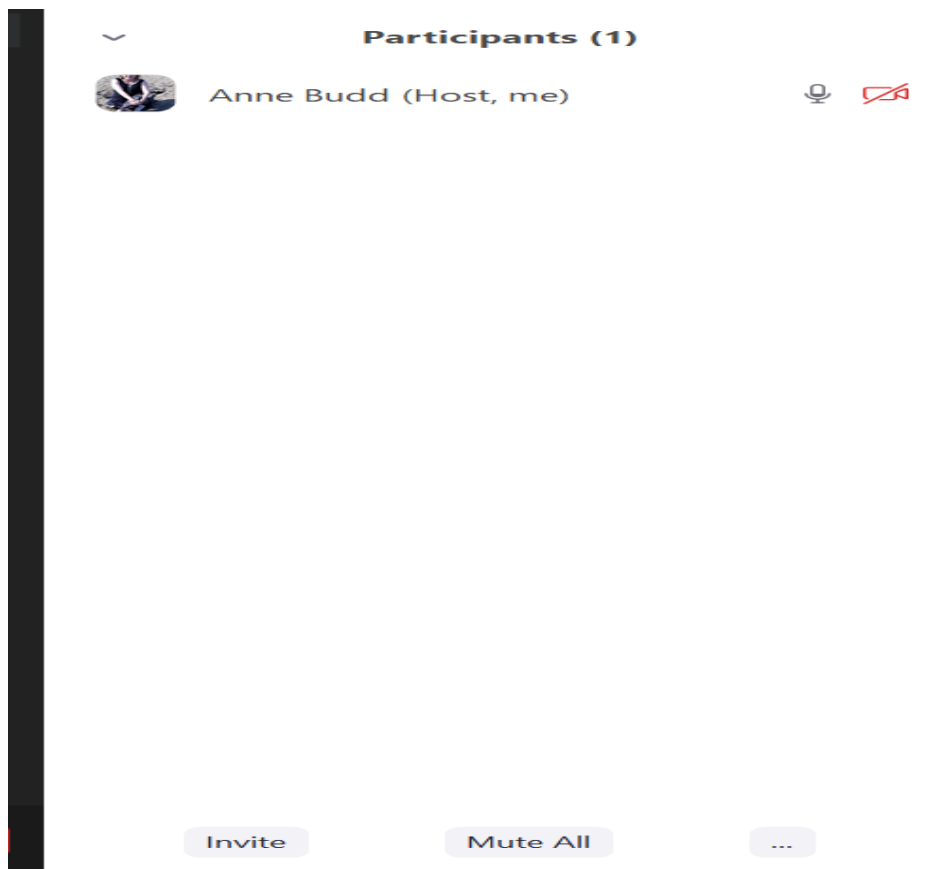 Participants (1)
Anne Budd (Host, me)
Invite
Mute All
...